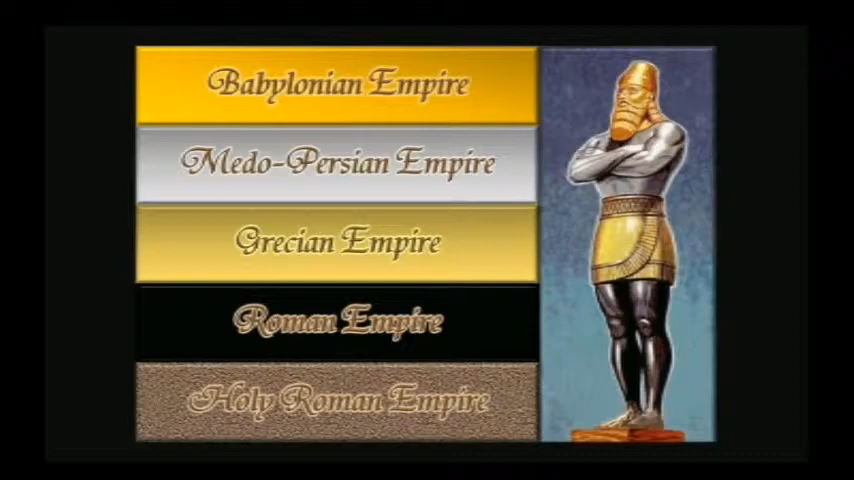 Babylonian Empire
Medo-Persian Empire
Grecian Empire
Roman Empire
Holy Roman Empire